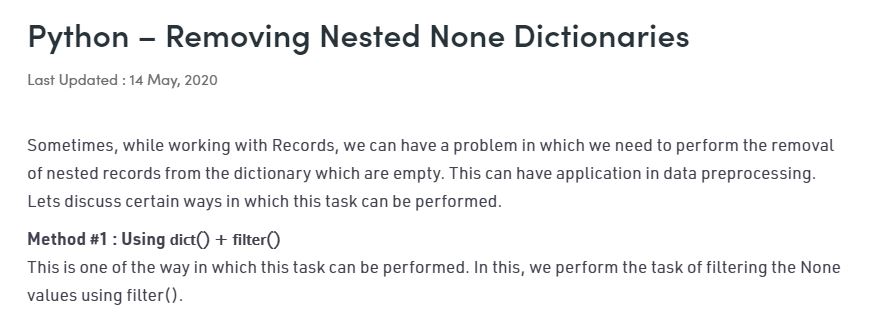 Python – Removing Nested None Dictionaries
Last Updated : 14 May, 2020
Sometimes, while working with Records, we can have a problem in which we need to perform the removal
of nested records from the dictionary which are empty. This can have application in data preprocessing.
Lets discuss certain ways in which this task can be performed.
Method #1 : Using dict() + filter()
This is one of the way in which this task can be performed. In this, we perform the task of filtering the None
values using filter().